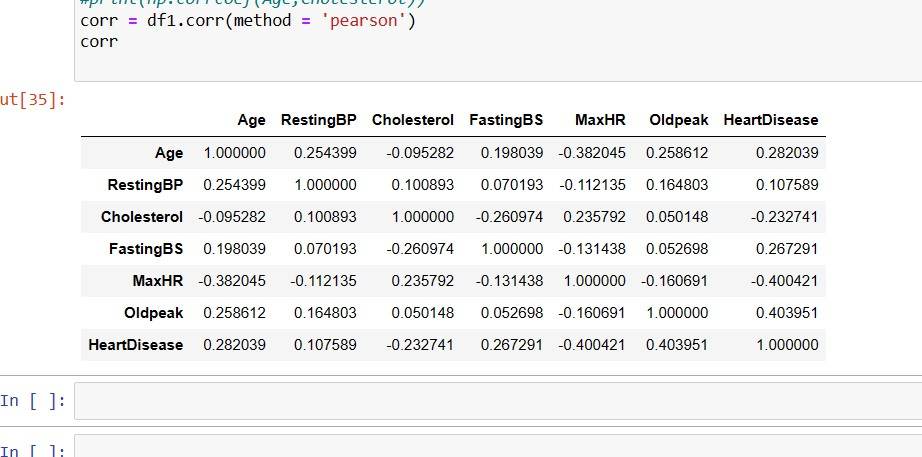 #print(np.corrcoef(Age,Cholesterol))
corr = df1.corr(method = 'pearson')
corr
ut[35]:
Age RestingBP Cholesterol FastingBS MaxHR Oldpeak HeartDisease
Age 1.000000 0.254399 -0.095282 0.198039 -0.382045 0.258612 0.282039
RestingBP 0.254399 1.000000 0.100893 0.070193 -0.112135 0.164803 0.107589
Cholesterol -0.095282 0.100893 1.000000 -0.260974 0.235792 0.050148 -0.232741
FastingBS 0.198039 0.070193 -0.260974 1.000000 -0.131438 0.052698 0.267291
MaxHR -0.382045 -0.112135 0.235792 -0.131438 1.000000 -0.160691 -0.400421
Oldpeak 0.258612 0.164803 0.050148 0.052698 -0.160691 1.000000 0.403951
HeartDisease 0.282039 0.107589 -0.232741 0.267291 -0.400421 0.403951 1.000000
In [ ]:
In [ ]: